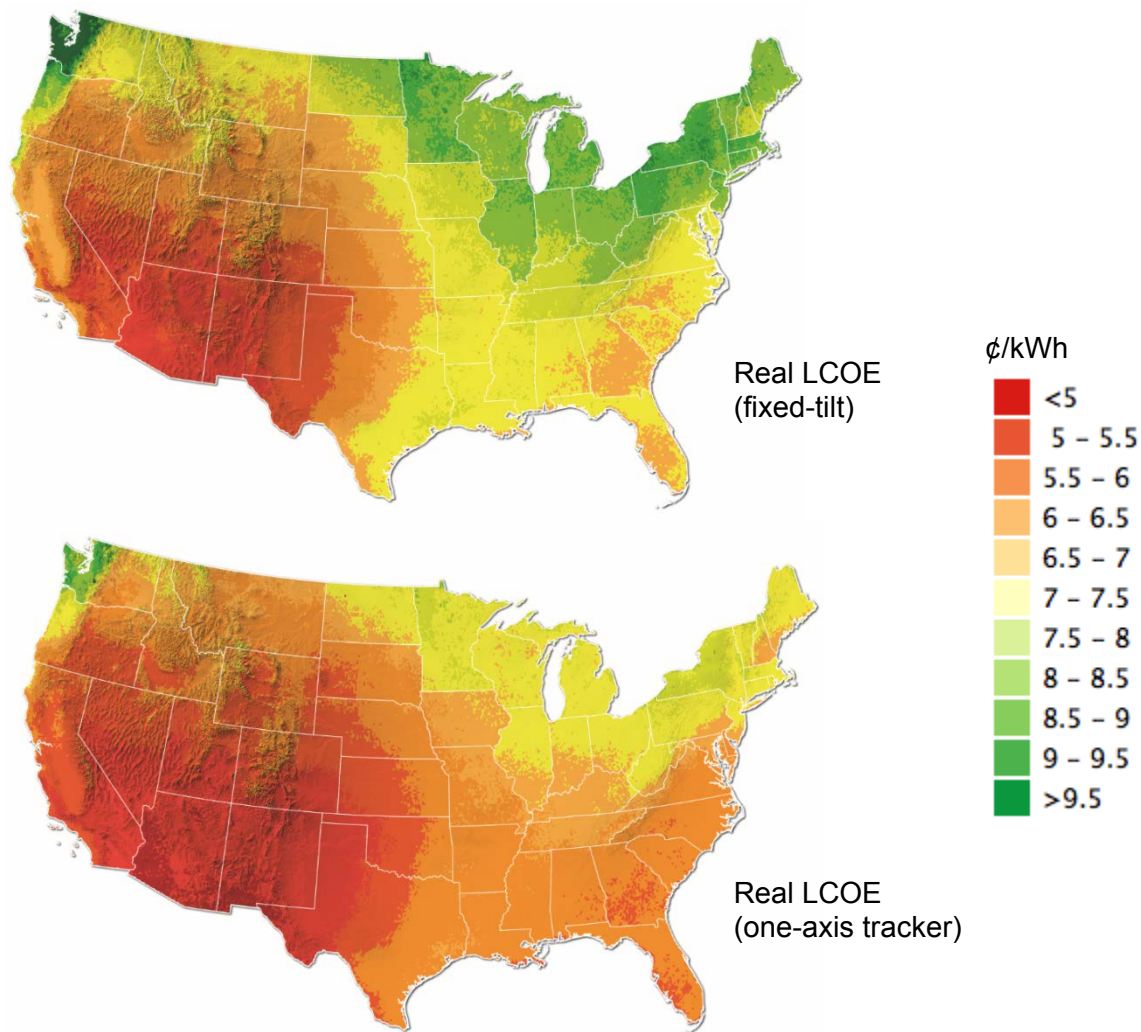 Real LCOE
(fixed-tilt)
¢/kWh
<5
5 – 5.5
5.5 – 6
6 – 6.5
6.5 – 7
7 – 7.5
7.5 – 8
8 – 8.5
8.5 – 9
9 – 9.5
>9.5
Real LCOE
(one-axis tracker)